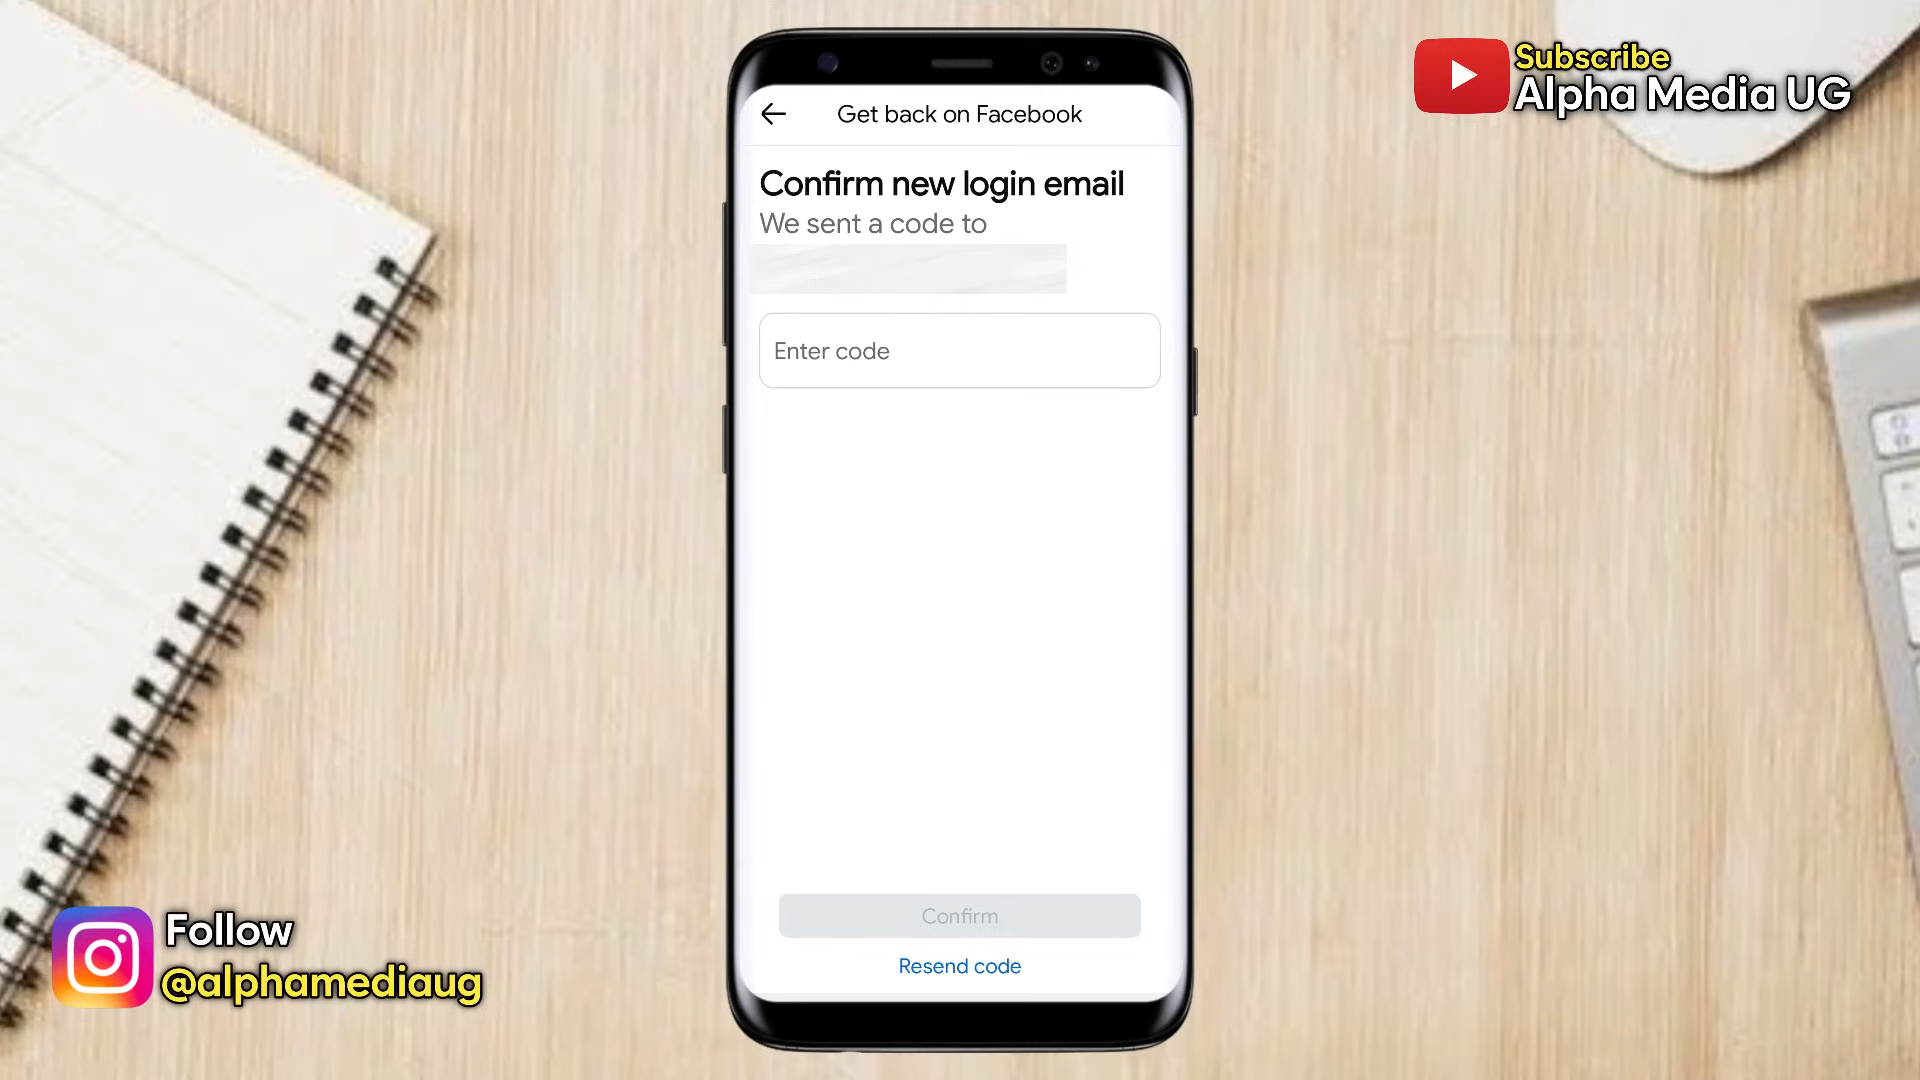 Subscribe
Alpha Media UG
Get back on Facebook
Confirm new login email
We sent a code to
Enter code
Confirm
Resend code
Follow
@alphamediaug